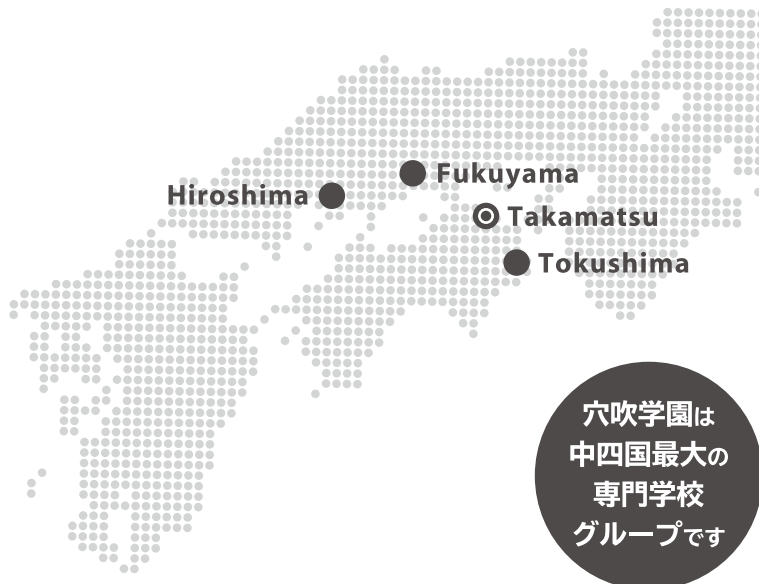 Fukuyama
Hiroshima
Takamatsu
Tokushima
穴吹学園は
中四国最大の
専門学校
グループです